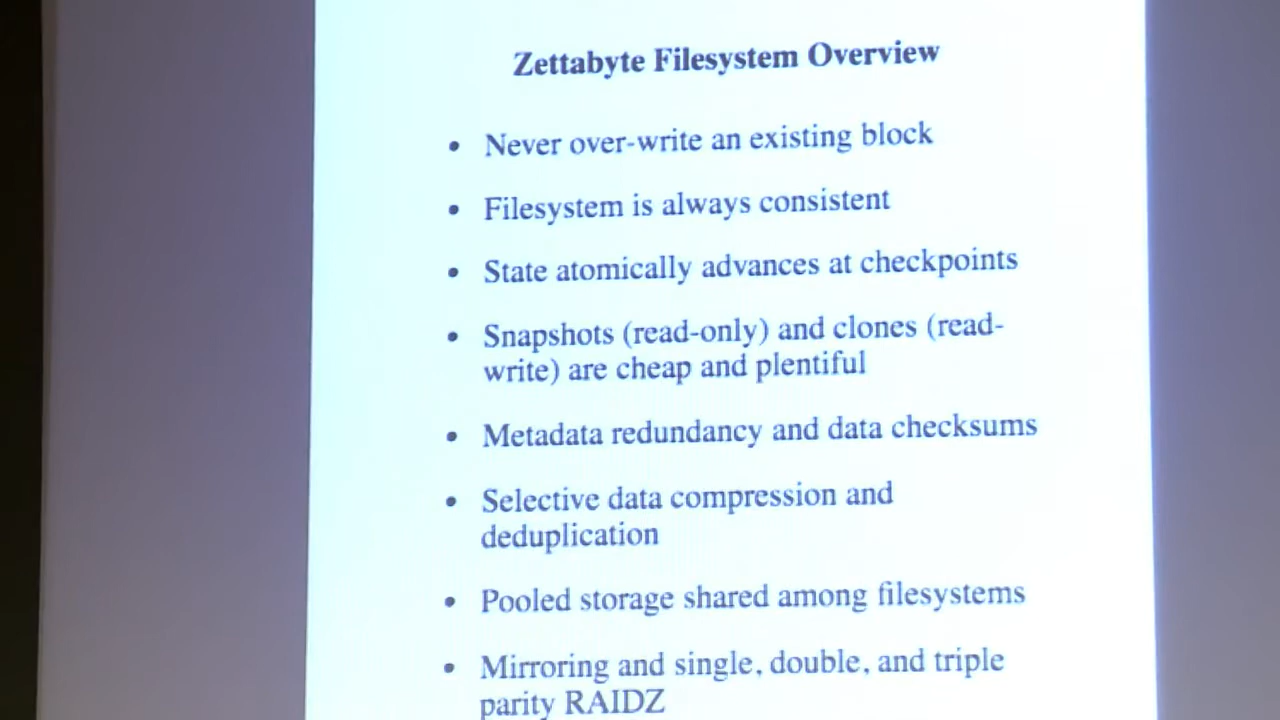 Zettabyte Filesystem Overview
• Never over-write an existing block
• Filesystem is always consistent
• State atomically advances at checkpoints
• Snapshots (read-only) and clones (read-
write) are cheap and plentiful
• Metadata redundancy and data checksums
• Selective data compression and
deduplication
• Pooled storage shared among filesystems
• Mirroring and single, double, and triple
parity RAIDZ